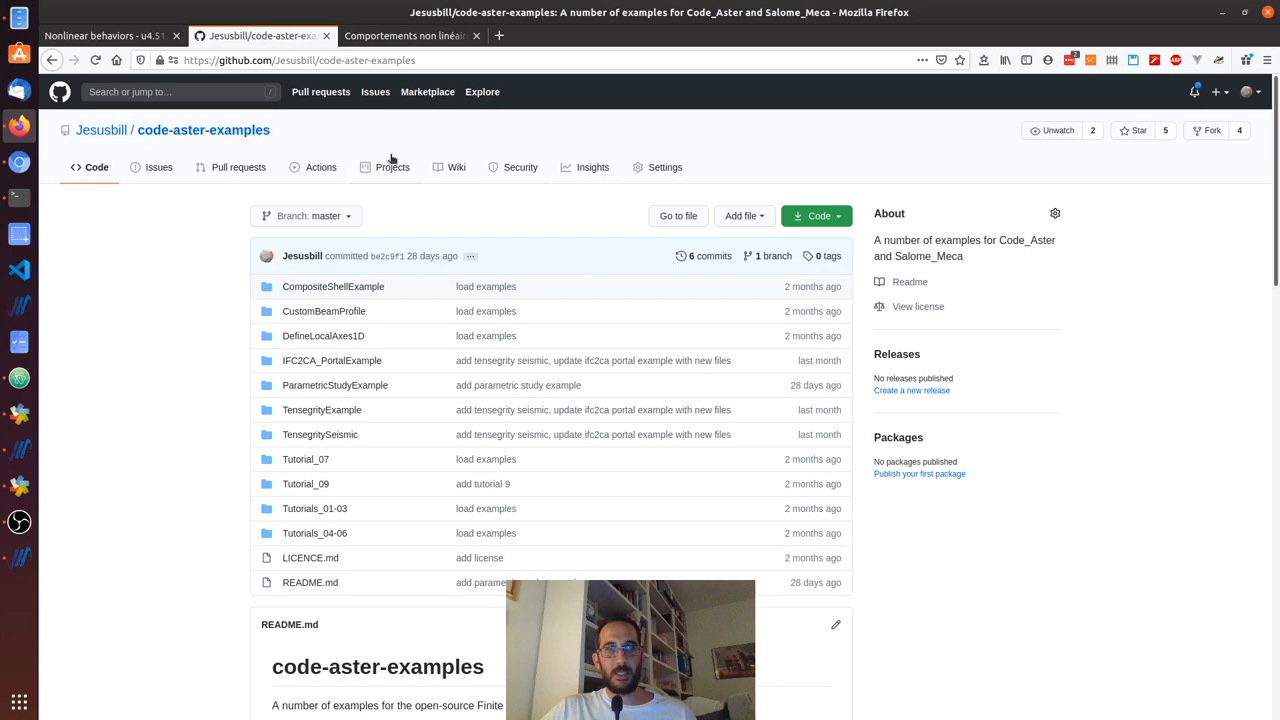 Jesusbill/code-aster-examples: A number of examples for Code_Aster and Salome_Meca - Mozilla Firefox
Nonlinear behaviors - u4.51
Jesusbill/code-aster-exa
Comportements non linéair
https://github.com/Jesusbill/code-aster-examples
2
Search or jump to…
/
Pull requests
Issues
Marketplace
Explore
Jesusbill / code-aster-examples
Unwatch 2
Star 5
Fork 4
Code
Issues
Pull requests
Actions
Projects
Wiki
Security
Insights
Settings
Branch: master
Go to file
Add file
Code
Jesusbill committed be2c9f1 28 days ago
6 commits
1 branch
0 tags
CompositeShellExample load examples 2 months ago
CustomBeamProfile load examples 2 months ago
DefineLocalAxes1D load examples 2 months ago
IFC2CA_PortalExample add tensegrity seismic, update ifc2ca portal example with new files last month
ParametricStudyExample add parametric study example 28 days ago
TensegrityExample add tensegrity seismic, update ifc2ca portal example with new files last month
TensegritySeismic add tensegrity seismic, update ifc2ca portal example with new files last month
Tutorial_07 load examples 2 months ago
Tutorial_09 add tutorial 9 2 months ago
Tutorials_01-03 load examples 2 months ago
Tutorials_04-06 load examples 2 months ago
LICENCE.md add license 2 months ago
README.md add parame 28 days ago
README.md
code-aster-examples
A number of examples for the open-source Finite
About
A number of examples for Code_Aster
and Salome_Meca
Readme
View license
Releases
No releases published
Create a new release
Packages
No packages published
Publish your first package